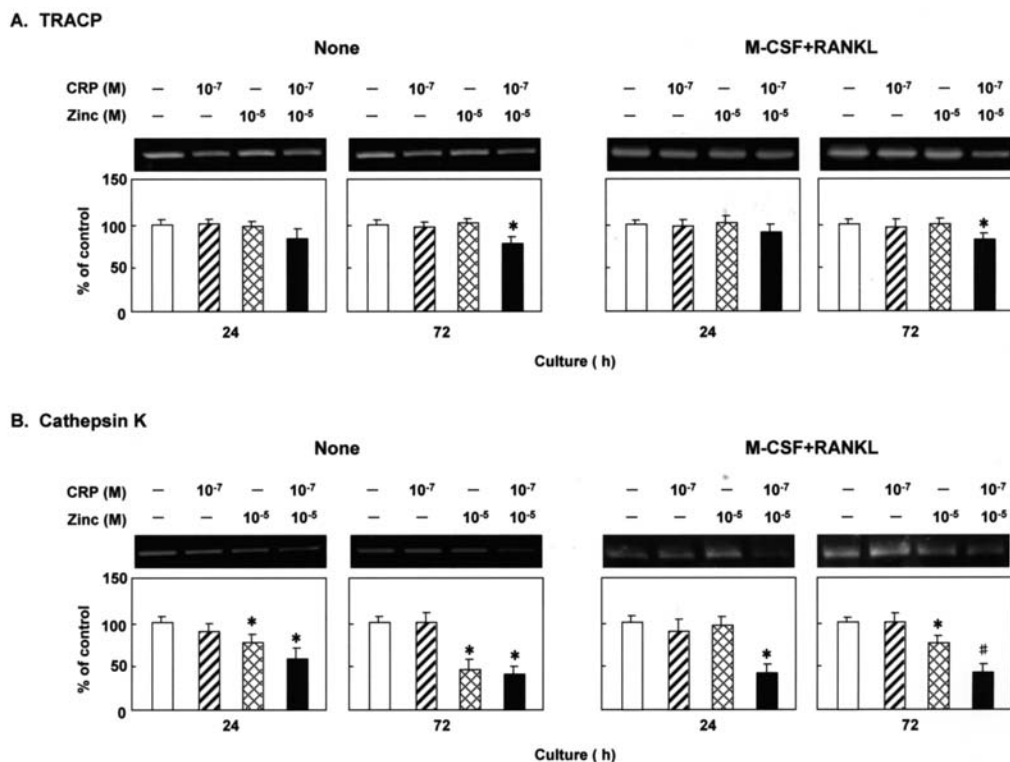 A. TRACP
None M-CSF+RANKL
CRP (M) – 10⁻⁷ – 10⁻⁷ – 10⁻⁷ – 10⁻⁷ – 10⁻⁷ – 10⁻⁷ – 10⁻⁷ – 10⁻⁷
Zinc (M) – – 10⁻⁵ 10⁻⁵ – – 10⁻⁵ 10⁻⁵ – – 10⁻⁵ 10⁻⁵ – – 10⁻⁵ 10⁻⁵
% of control
150
100
50
0
* *
24 72 24 72
Culture ( h)
B. Cathepsin K
None M-CSF+RANKL
CRP (M) – 10⁻⁷ – 10⁻⁷ – 10⁻⁷ – 10⁻⁷ – 10⁻⁷ – 10⁻⁷ – 10⁻⁷ – 10⁻⁷
Zinc (M) – – 10⁻⁵ 10⁻⁵ – – 10⁻⁵ 10⁻⁵ – – 10⁻⁵ 10⁻⁵ – – 10⁻⁵ 10⁻⁵
% of control
150
100
50
0
* * * * * * #
24 72 24 72
Culture ( h)